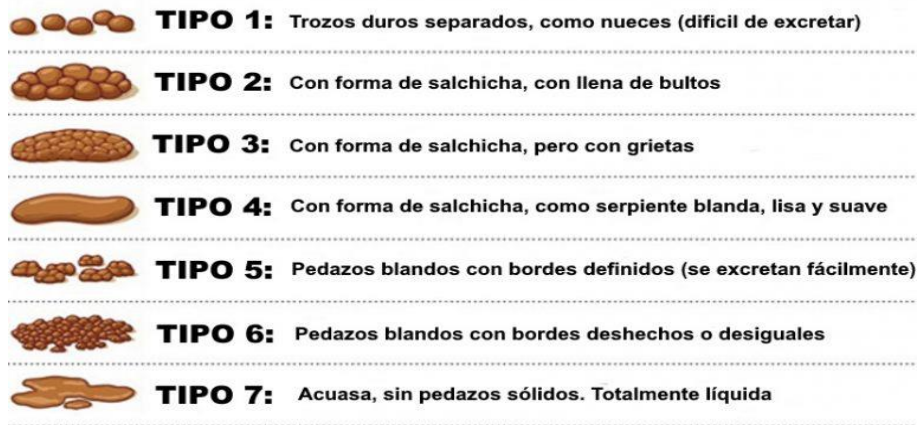 TIPO 1: Trozos duros separados, como nueces (dificil de excretar)
TIPO 2: Con forma de salchicha, con llena de bultos
TIPO 3: Con forma de salchicha, pero con grietas
TIPO 4: Con forma de salchicha, como serpiente blanda, lisa y suave
TIPO 5: Pedazos blandos con bordes definidos (se excretan fácilmente)
TIPO 6: Pedazos blandos con bordes deshechos o desiguales
TIPO 7: Acuasa, sin pedazos sólidos. Totalmente líquida